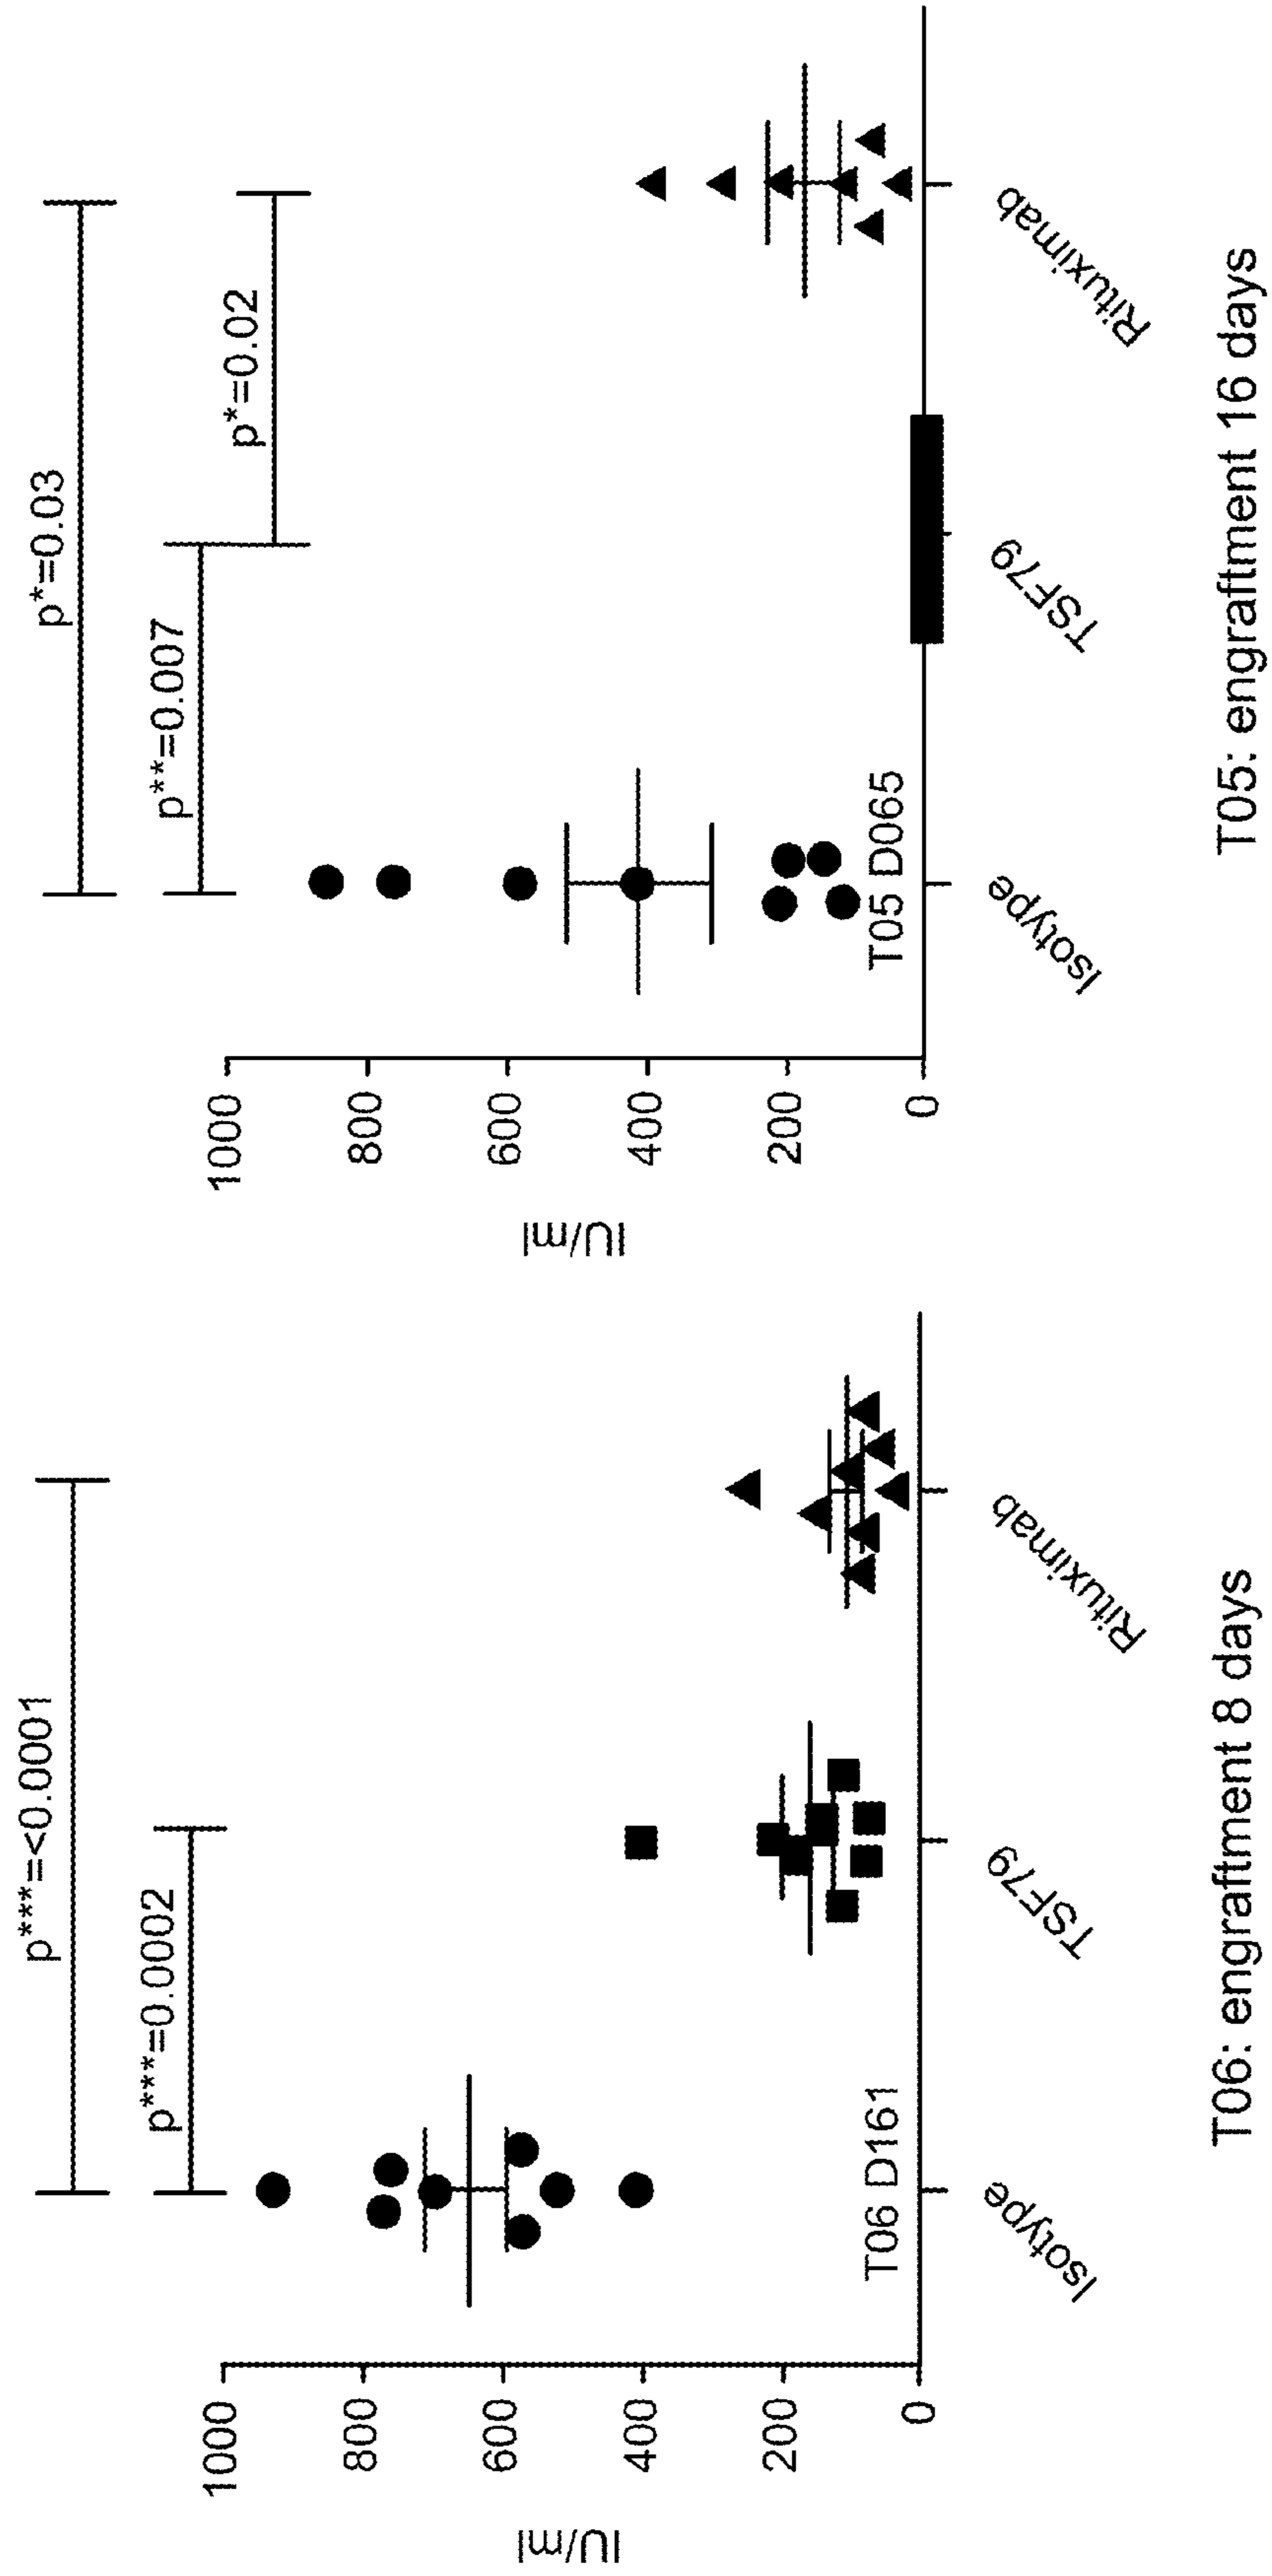 p***=<0.0001
p***=0.0002
1000
800
600
400
200
0
IU/ml
T06 D161
Isotype
TSF79
Rituximab
T06: engraftment 8 days
p*=0.03
p**=0.007
p*=0.02
1000
800
600
400
200
0
IU/ml
T05 D065
Isotype
TSF79
Rituximab
T05: engraftment 16 days